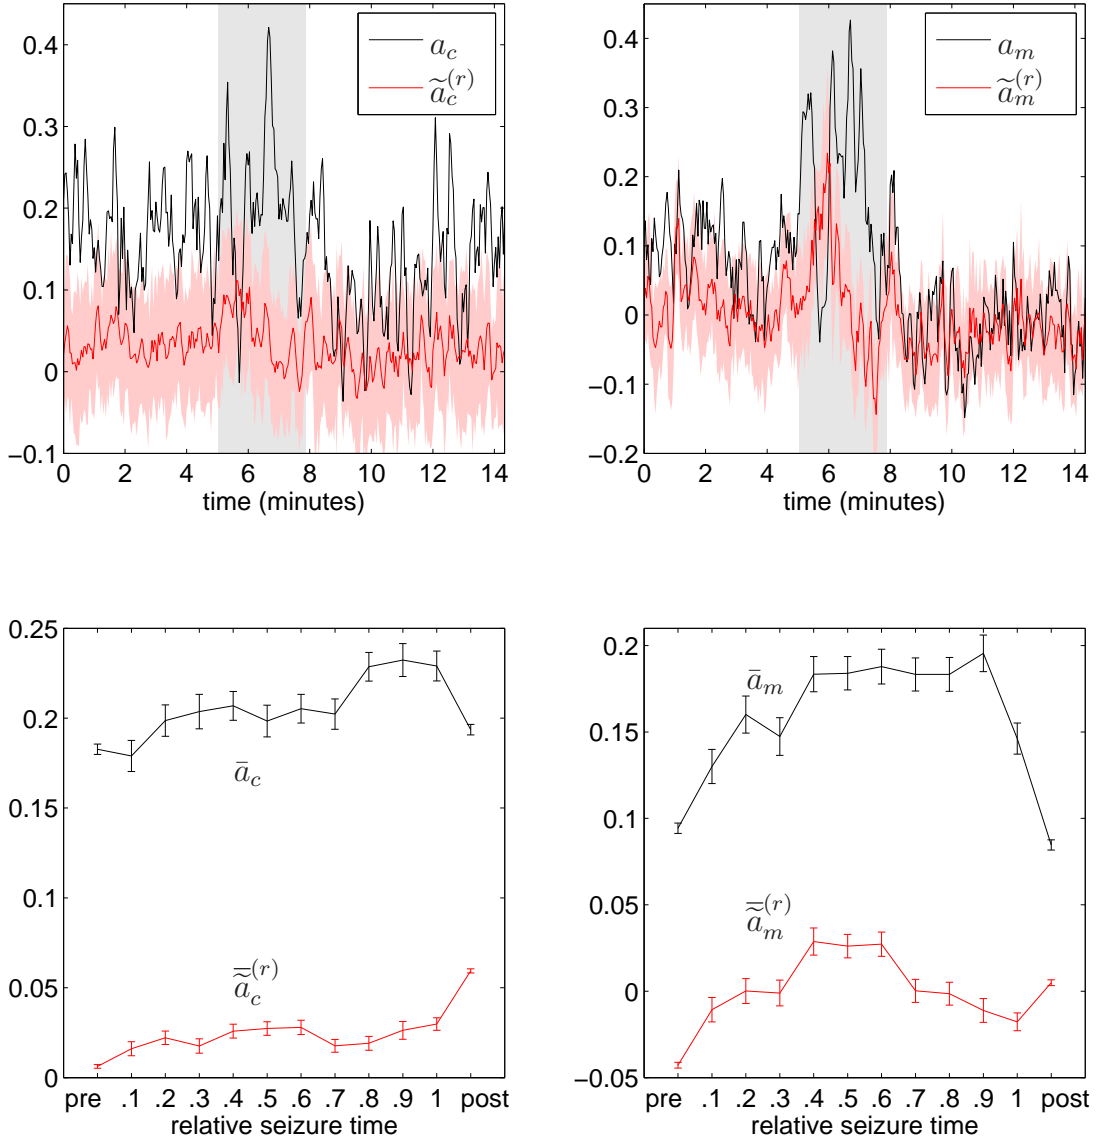 a_c
ã_c^(r)
0.4
0.3
0.2
0.1
0
−0.1
0 2 4 6 8 10 12 14
time (minutes)
a_m
ã_m^(r)
0.4
0.3
0.2
0.1
0
−0.1
−0.2
0 2 4 6 8 10 12 14
time (minutes)
0.25
0.2
0.15
0.1
0.05
0
ā_c
ã̄_c^(r)
pre .1 .2 .3 .4 .5 .6 .7 .8 .9 1 post
relative seizure time
0.2
0.15
0.1
0.05
0
−0.05
ā_m
ã̄_m^(r)
pre .1 .2 .3 .4 .5 .6 .7 .8 .9 1 post
relative seizure time